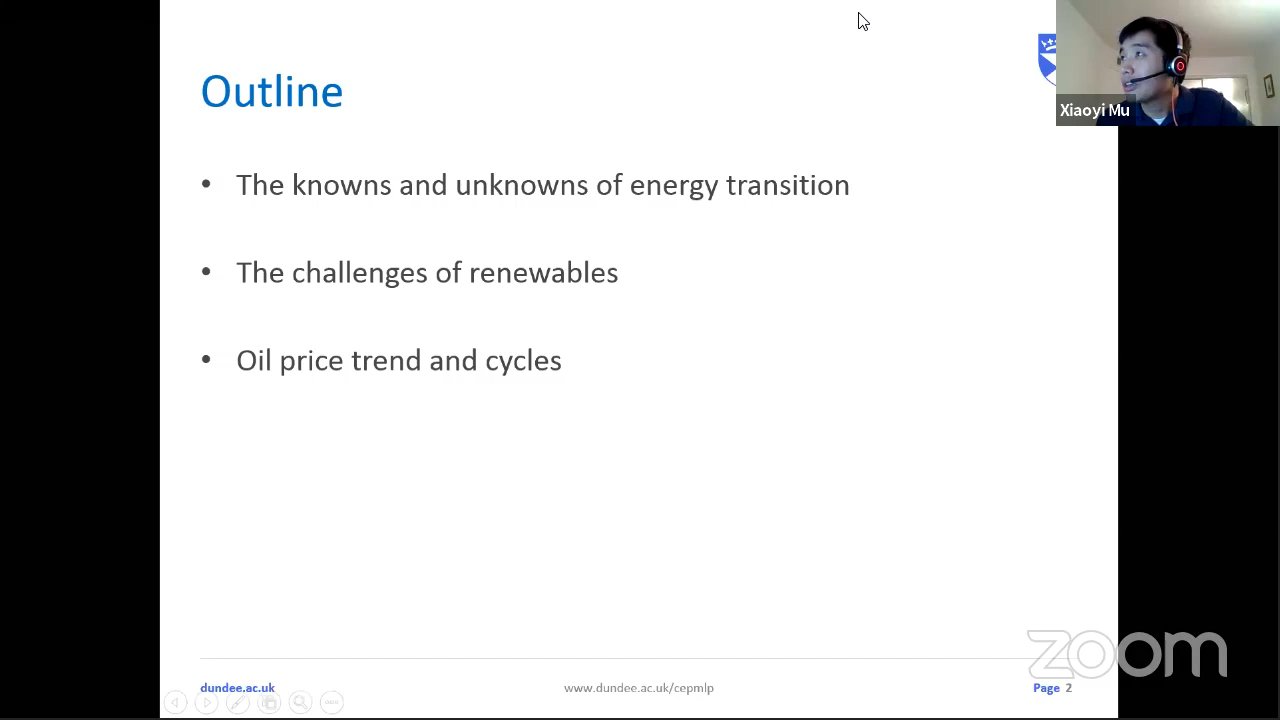 Outline
Xiaoyi Mu
• The knowns and unknowns of energy transition
• The challenges of renewables
• Oil price trend and cycles
zoom
dundee.ac.uk
www.dundee.ac.uk/cepmlp
Page 2